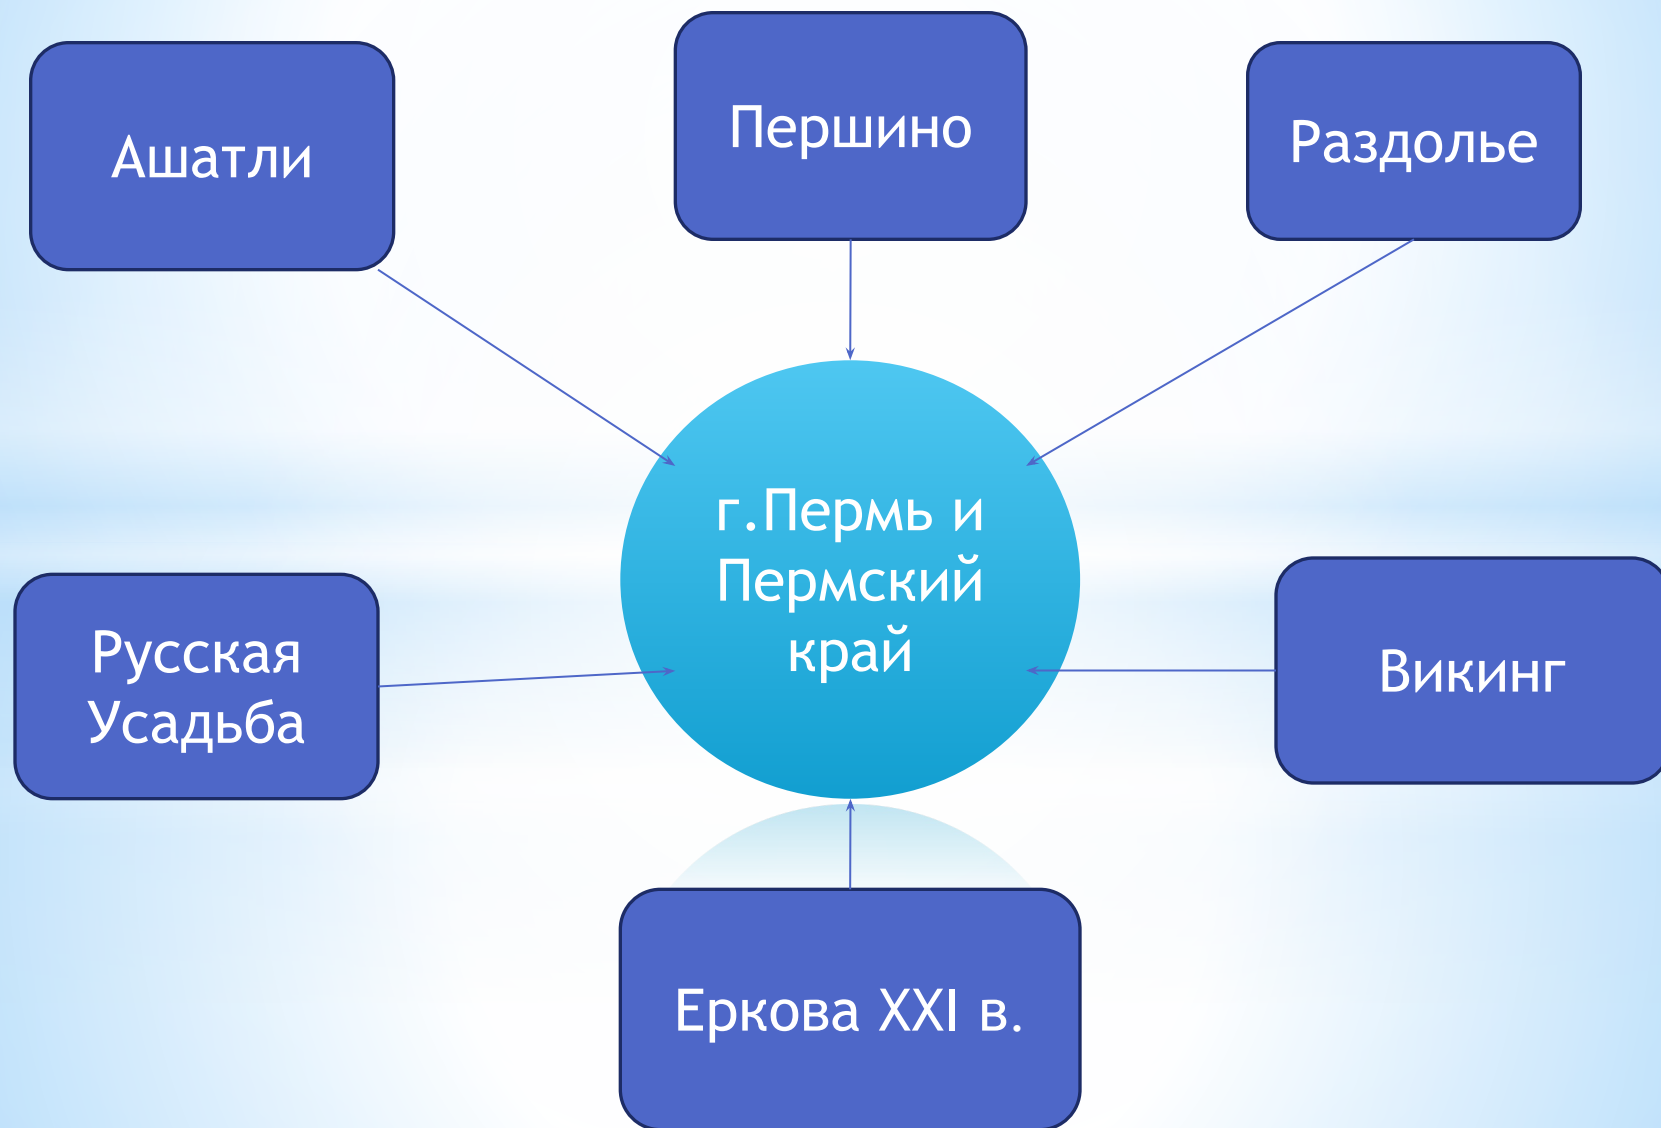 Ашатли
Першино
Раздолье
г.Пермь и
Пермский
край
Русская
Усадьба
Викинг
Еркова XXI в.